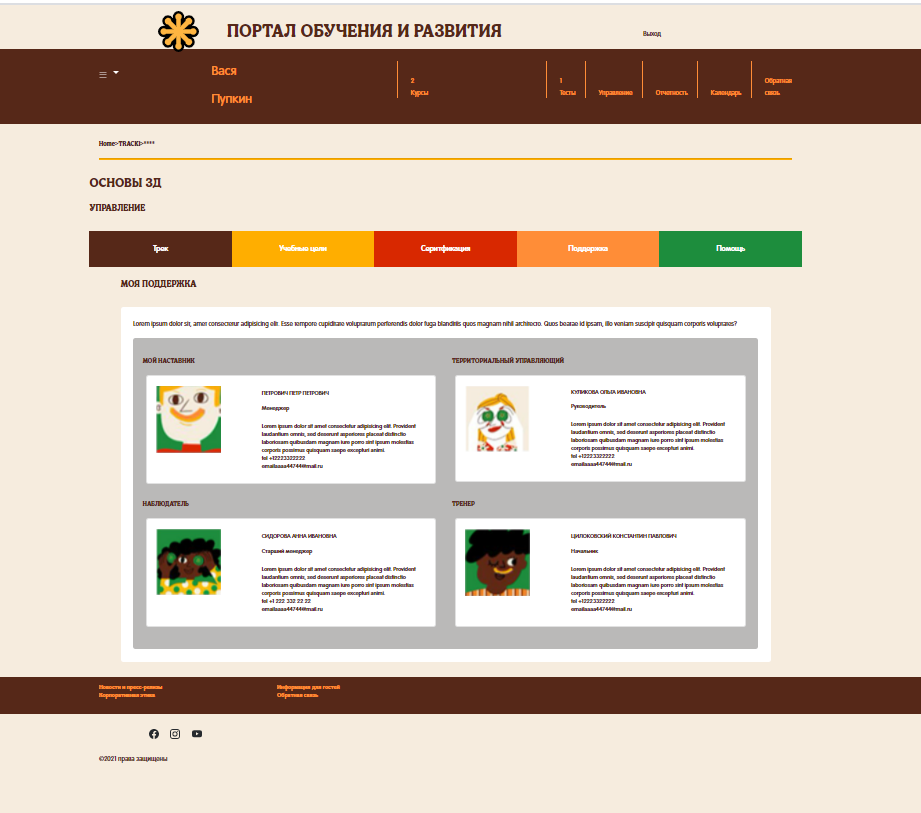 ПОРТАЛ ОБУЧЕНИЯ И РАЗВИТИЯ
Выход
Вася
Пупкин
2
Курсы
1
Тесты
Управление
Отчетность
Календарь
Обратная
связь
Home>TRACKI>****
ОСНОВЫ 3Д
УПРАВЛЕНИЕ
Трек
Учебные цели
Серитфикация
Поддержка
Помощь
МОЯ ПОДДЕРЖКА
Lorem ipsum dolor sit, amet consectetur adipisicing elit. Esse tempore cupiditate voluptatum perferendis dolor fuga blanditiis quos magnam nihil architecto. Quos beatae id ipsam, illo veniam suscipit quisquam corporis voluptates?
МОЙ НАСТАВНИК
ПЕТРОВИЧ ПЕТР ПЕТРОВИЧ
Менеджер
Lorem ipsum dolor sit amet consectetur adipisicing elit. Provident
laudantium omnis, sed deserunt asperiores placeat distinctio
laboriosam quibusdam magnam iure porro sint ipsum molestias
corporis possimus quisquam saepe excepturi animi.
tel +12223322222
emailaaaa44744@mail.ru
ТЕРРИТОРИАЛЬНЫЙ УПРАВЛЯЮЩИЙ
КУЛИКОВА ОЛЬГА ИВАНОВНА
Руководитель
Lorem ipsum dolor sit amet consectetur adipisicing elit. Provident
laudantium omnis, sed deserunt asperiores placeat distinctio
laboriosam quibusdam magnam iure porro sint ipsum molestias
corporis possimus quisquam saepe excepturi animi.
tel +12223322222
emailaaaa44744@mail.ru
НАБЛЮДАТЕЛЬ
СИДОРОВА АННА ИВАНОВНА
Старший менеджер
Lorem ipsum dolor sit amet consectetur adipisicing elit. Provident
laudantium omnis, sed deserunt asperiores placeat distinctio
laboriosam quibusdam magnam iure porro sint ipsum molestias
corporis possimus quisquam saepe excepturi animi.
tel +1 222 332 22 22
emailaaaa44744@mail.ru
ТРЕНЕР
ЦИЛОКОВСКИЙ КОНСТАНТИН ПАВЛОВИЧ
Начальник
Lorem ipsum dolor sit amet consectetur adipisicing elit. Provident
laudantium omnis, sed deserunt asperiores placeat distinctio
laboriosam quibusdam magnam iure porro sint ipsum molestias
corporis possimus quisquam saepe excepturi animi.
tel +12223322222
emailaaaa44744@mail.ru
Новости и пресс-релизы
Корпоративная этика
Информация для гостей
Обратная связь
©2021 права защищены